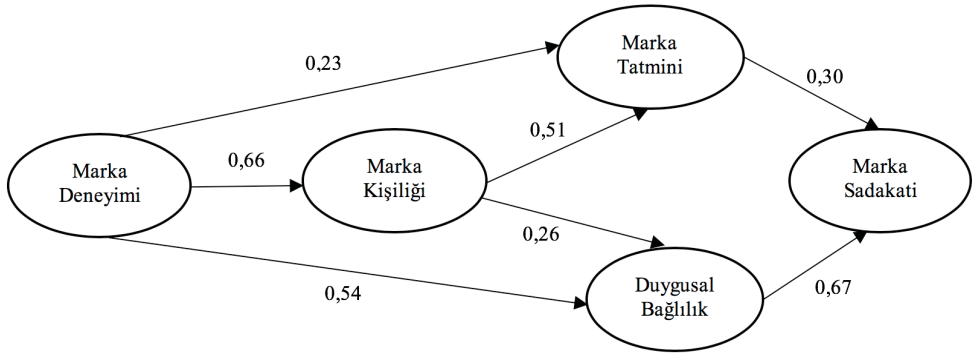 Marka
Tatmini
0,23
0,30
0,51
Marka
Deneyimi
0,66
Marka
Kişiliği
Marka
Sadakati
0,26
0,54
Duygusal
Bağlılık
0,67